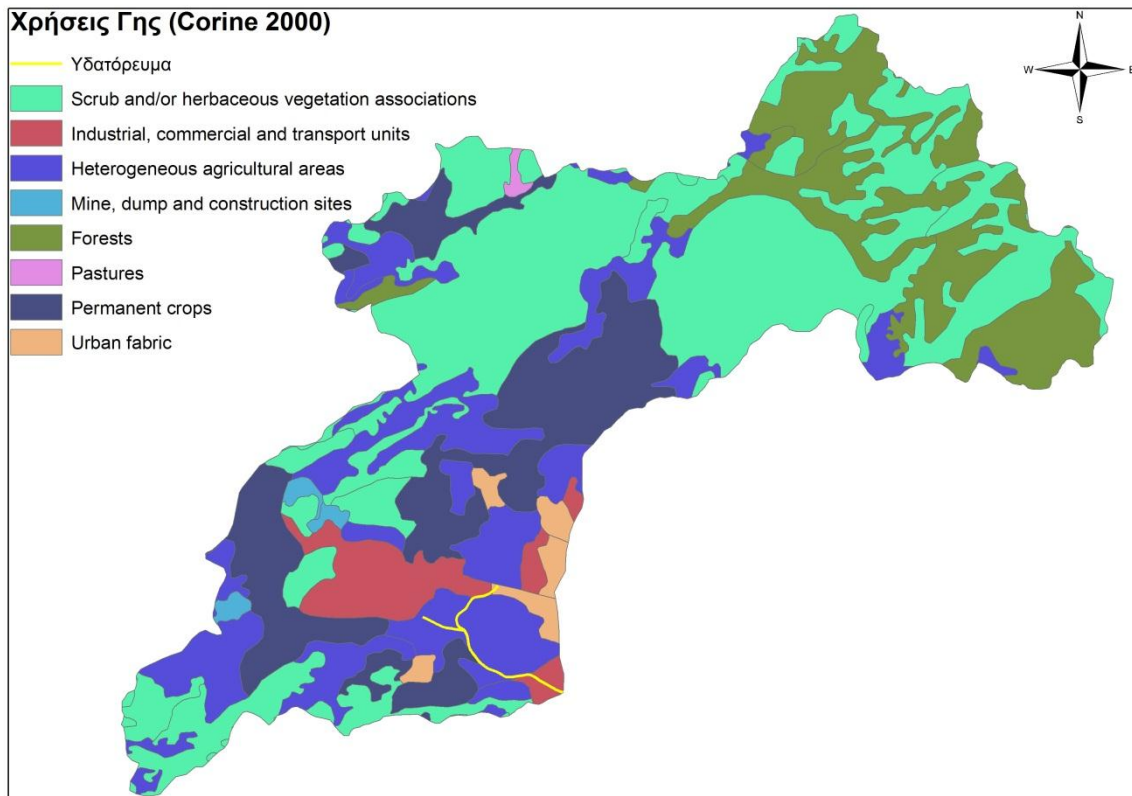 Χρήσεις Γης (Corine 2000)
Υδατόρευμα
Scrub and/or herbaceous vegetation associations
Industrial, commercial and transport units
Heterogeneous agricultural areas
Mine, dump and construction sites
Forests
Pastures
Permanent crops
Urban fabric
N
W E
S